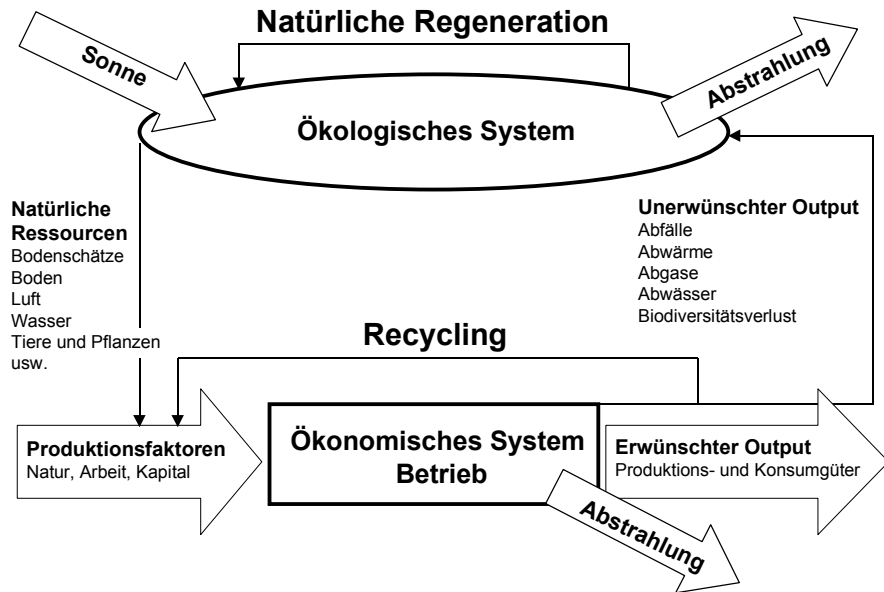 Natürliche Regeneration
Sonne
Abstrahlung
Ökologisches System
Natürliche
Ressourcen
Bodenschätze
Boden
Luft
Wasser
Tiere und Pflanzen
usw.
Unerwünschter Output
Abfälle
Abwärme
Abgase
Abwässer
Biodiversitätsverlust
Recycling
Produktionsfaktoren
Natur, Arbeit, Kapital
Ökonomisches System
Betrieb
Erwünschter Output
Produktions- und Konsumgüter
Abstrahlung